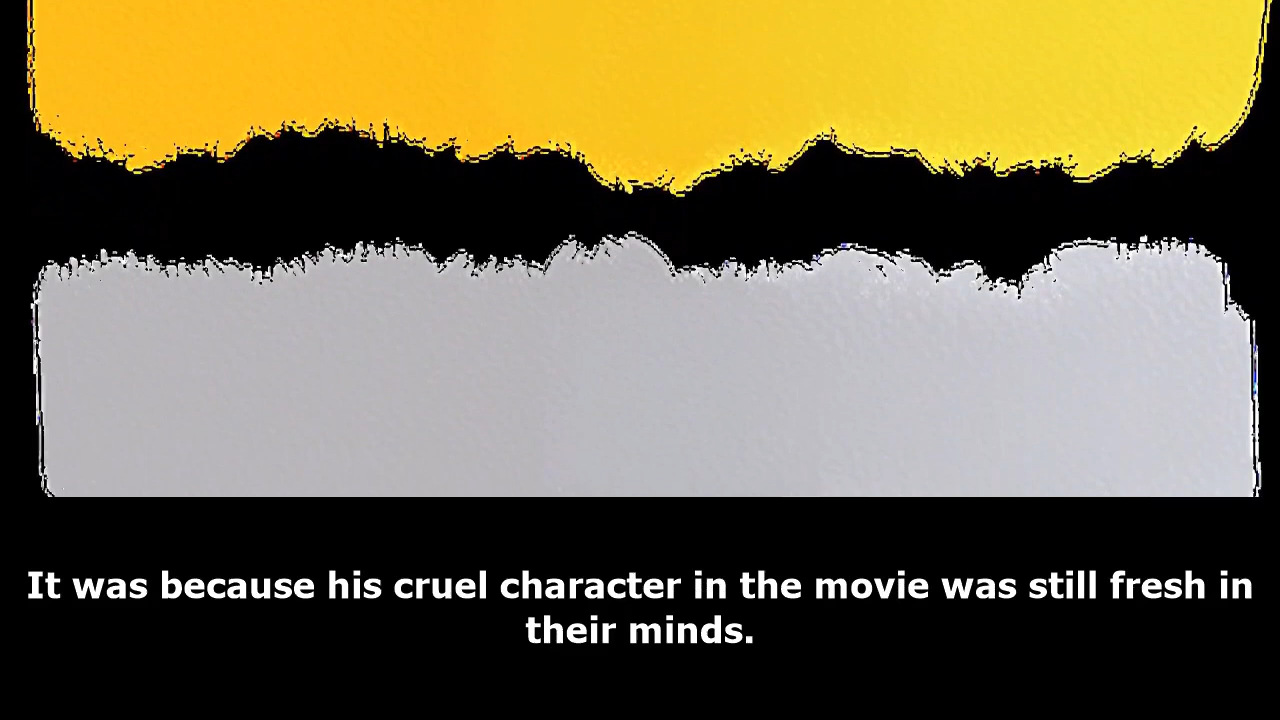 It was because his cruel character in the movie was still fresh in
their minds.